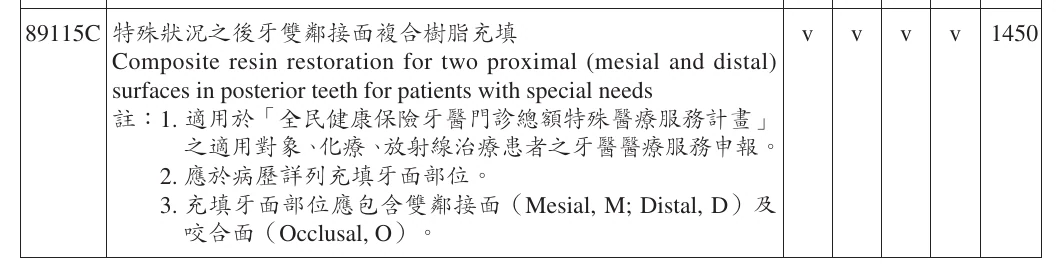 89115C 特殊狀況之後牙雙鄰接面複合樹脂充填 v v v v 1450
Composite resin restoration for two proximal (mesial and distal)
surfaces in posterior teeth for patients with special needs
註：1. 適用於「全民健康保險牙醫門診總額特殊醫療服務計畫」
之適用對象、化療、放射線治療患者之牙醫醫療服務申報。
2. 應於病歷詳列充填牙面部位。
3. 充填牙面部位應包含雙鄰接面（Mesial, M; Distal, D）及
咬合面（Occlusal, O）。